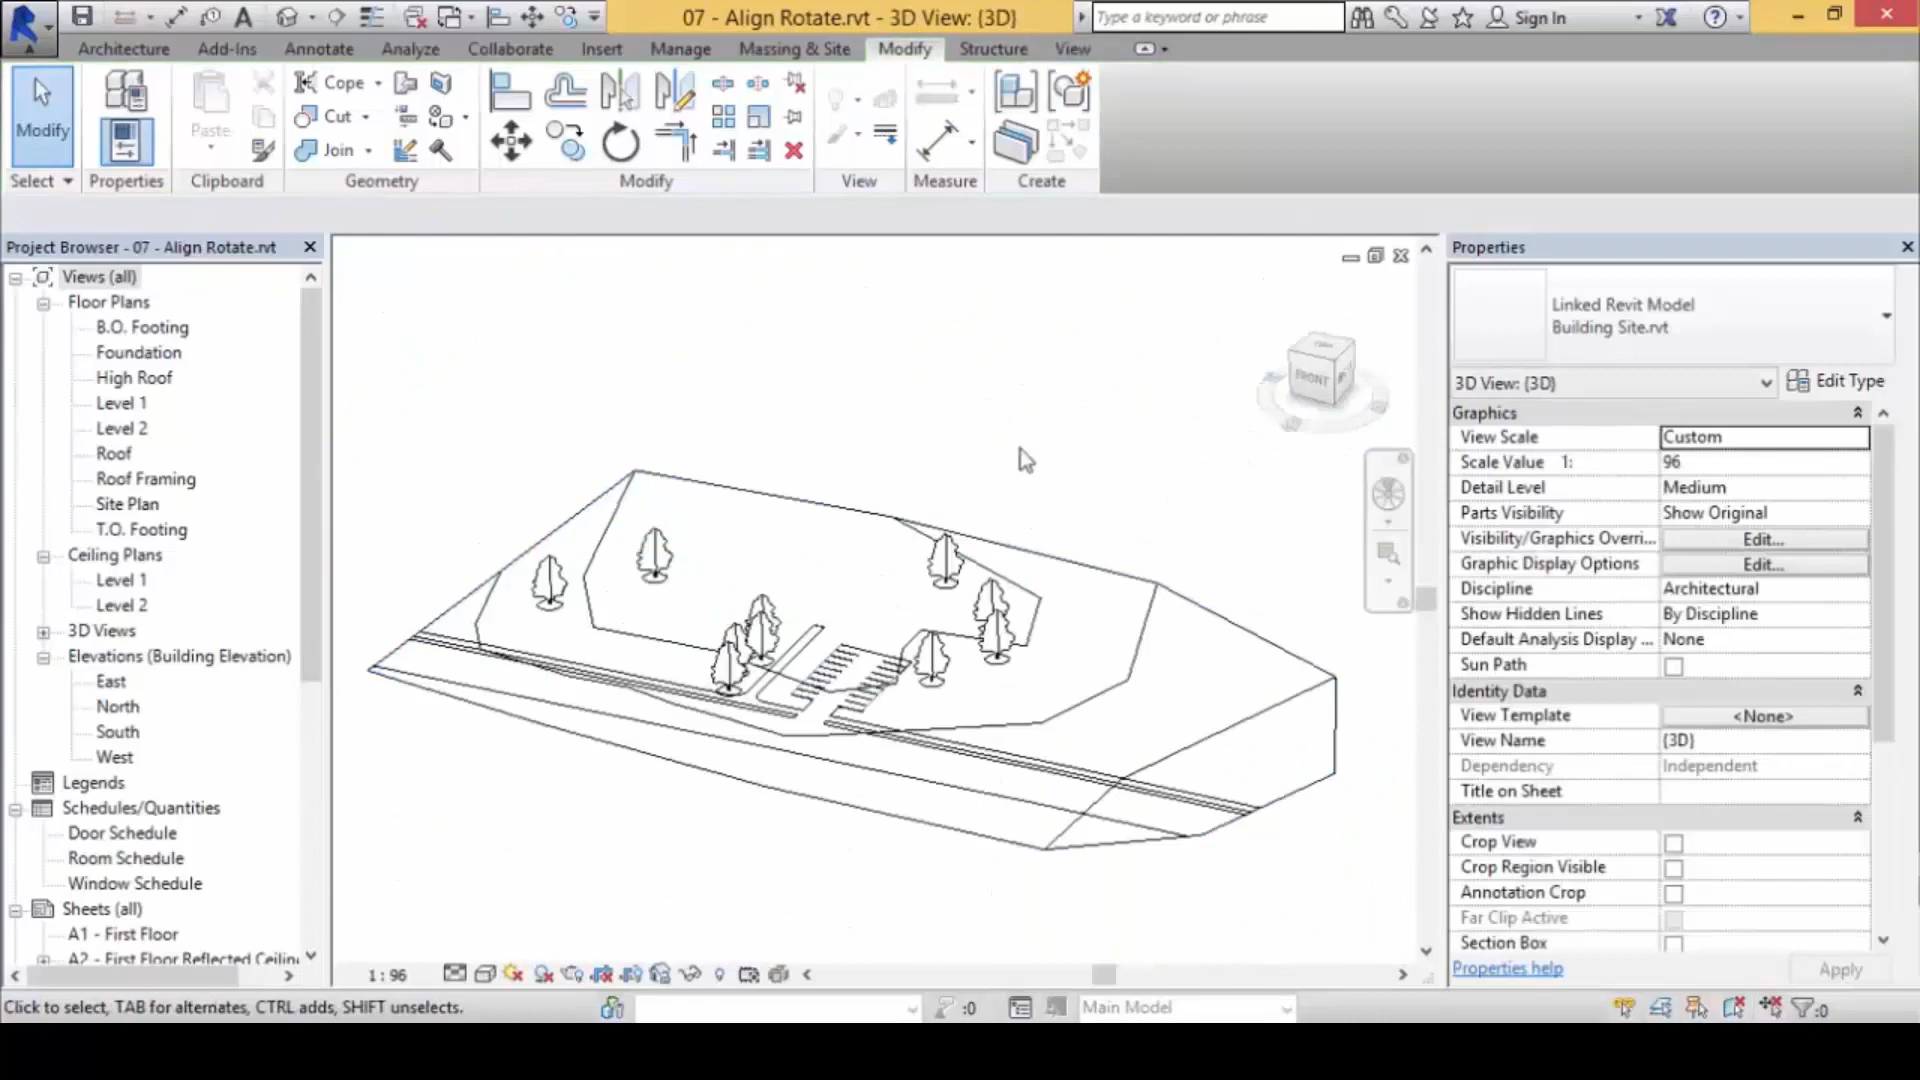 07 - Align Rotate.rvt - 3D View: {3D}
Type a keyword or phrase
Sign In
Architecture
Add-Ins
Annotate
Analyze
Collaborate
Insert
Manage
Massing & Site
Modify
Structure
View
Modify
Paste
Cope
Cut
Join
Select
Properties
Clipboard
Geometry
Modify
View
Measure
Create
Project Browser - 07 - Align Rotate.rvt
Views (all)
Floor Plans
B.O. Footing
Foundation
High Roof
Level 1
Level 2
Roof
Roof Framing
Site Plan
T.O. Footing
Ceiling Plans
Level 1
Level 2
3D Views
Elevations (Building Elevation)
East
North
South
West
Legends
Schedules/Quantities
Door Schedule
Room Schedule
Window Schedule
Sheets (all)
A1 - First Floor
A2 - First Floor Reflected Ceilin
FRONT
1 : 96
Properties
Linked Revit Model
Building Site.rvt
3D View: {3D}
Edit Type
Graphics
View Scale Custom
Scale Value 1: 96
Detail Level Medium
Parts Visibility Show Original
Visibility/Graphics Overri... Edit...
Graphic Display Options Edit...
Discipline Architectural
Show Hidden Lines By Discipline
Default Analysis Display ... None
Sun Path
Identity Data
View Template <None>
View Name {3D}
Dependency Independent
Title on Sheet
Extents
Crop View
Crop Region Visible
Annotation Crop
Far Clip Active
Section Box
Properties help
Apply
Click to select, TAB for alternates, CTRL adds, SHIFT unselects.
:0
Main Model
:0